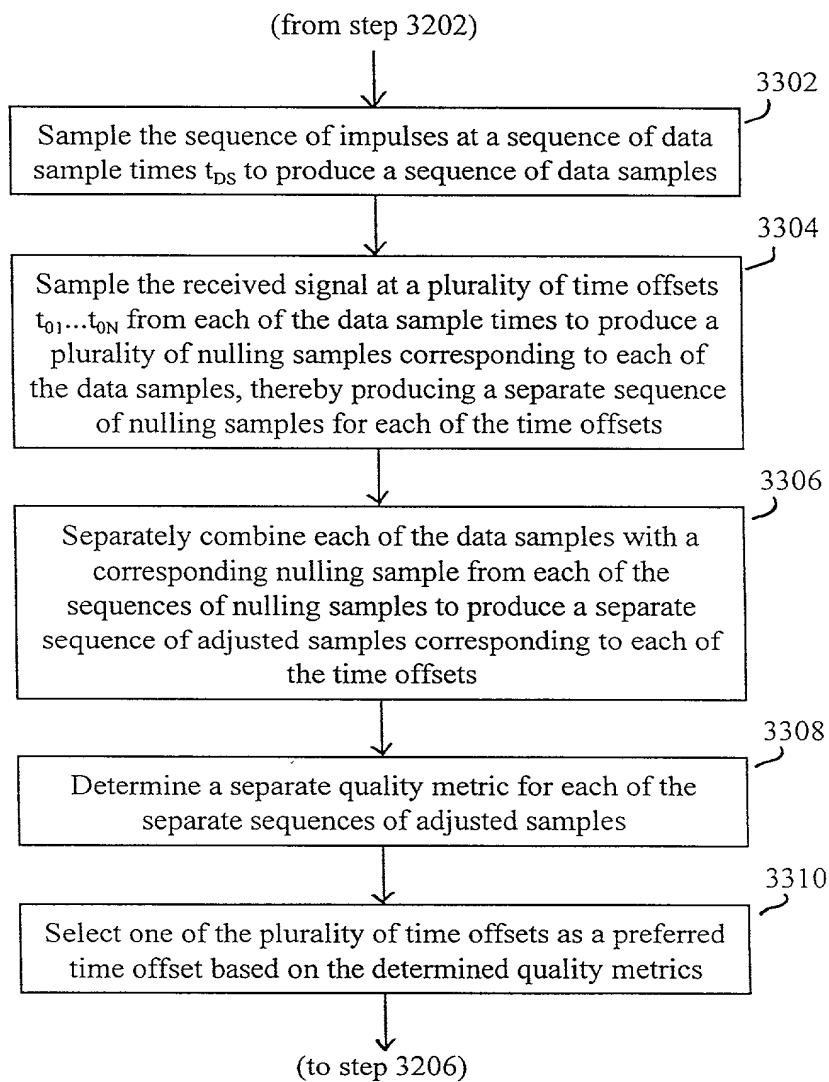 (from step 3202)
3302
Sample the sequence of impulses at a sequence of data
sample times t_DS to produce a sequence of data samples
3304
Sample the received signal at a plurality of time offsets
t_01...t_0N from each of the data sample times to produce a
plurality of nulling samples corresponding to each of
the data samples, thereby producing a separate sequence
of nulling samples for each of the time offsets
3306
Separately combine each of the data samples with a
corresponding nulling sample from each of the
sequences of nulling samples to produce a separate
sequence of adjusted samples corresponding to each of
the time offsets
3308
Determine a separate quality metric for each of the
separate sequences of adjusted samples
3310
Select one of the plurality of time offsets as a preferred
time offset based on the determined quality metrics
(to step 3206)